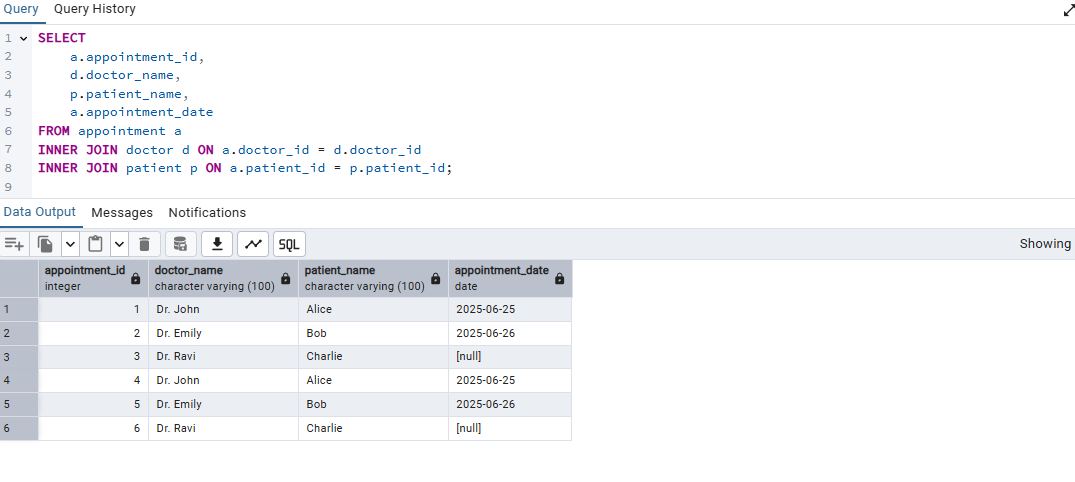 Query Query History
1 SELECT
2 a.appointment_id,
3 d.doctor_name,
4 p.patient_name,
5 a.appointment_date
6 FROM appointment a
7 INNER JOIN doctor d ON a.doctor_id = d.doctor_id
8 INNER JOIN patient p ON a.patient_id = p.patient_id;
9
Data Output Messages Notifications
SQL Showing
appointment_id doctor_name patient_name appointment_date
integer character varying (100) character varying (100) date
1 1 Dr. John Alice 2025-06-25
2 2 Dr. Emily Bob 2025-06-26
3 3 Dr. Ravi Charlie [null]
4 4 Dr. John Alice 2025-06-25
5 5 Dr. Emily Bob 2025-06-26
6 6 Dr. Ravi Charlie [null]